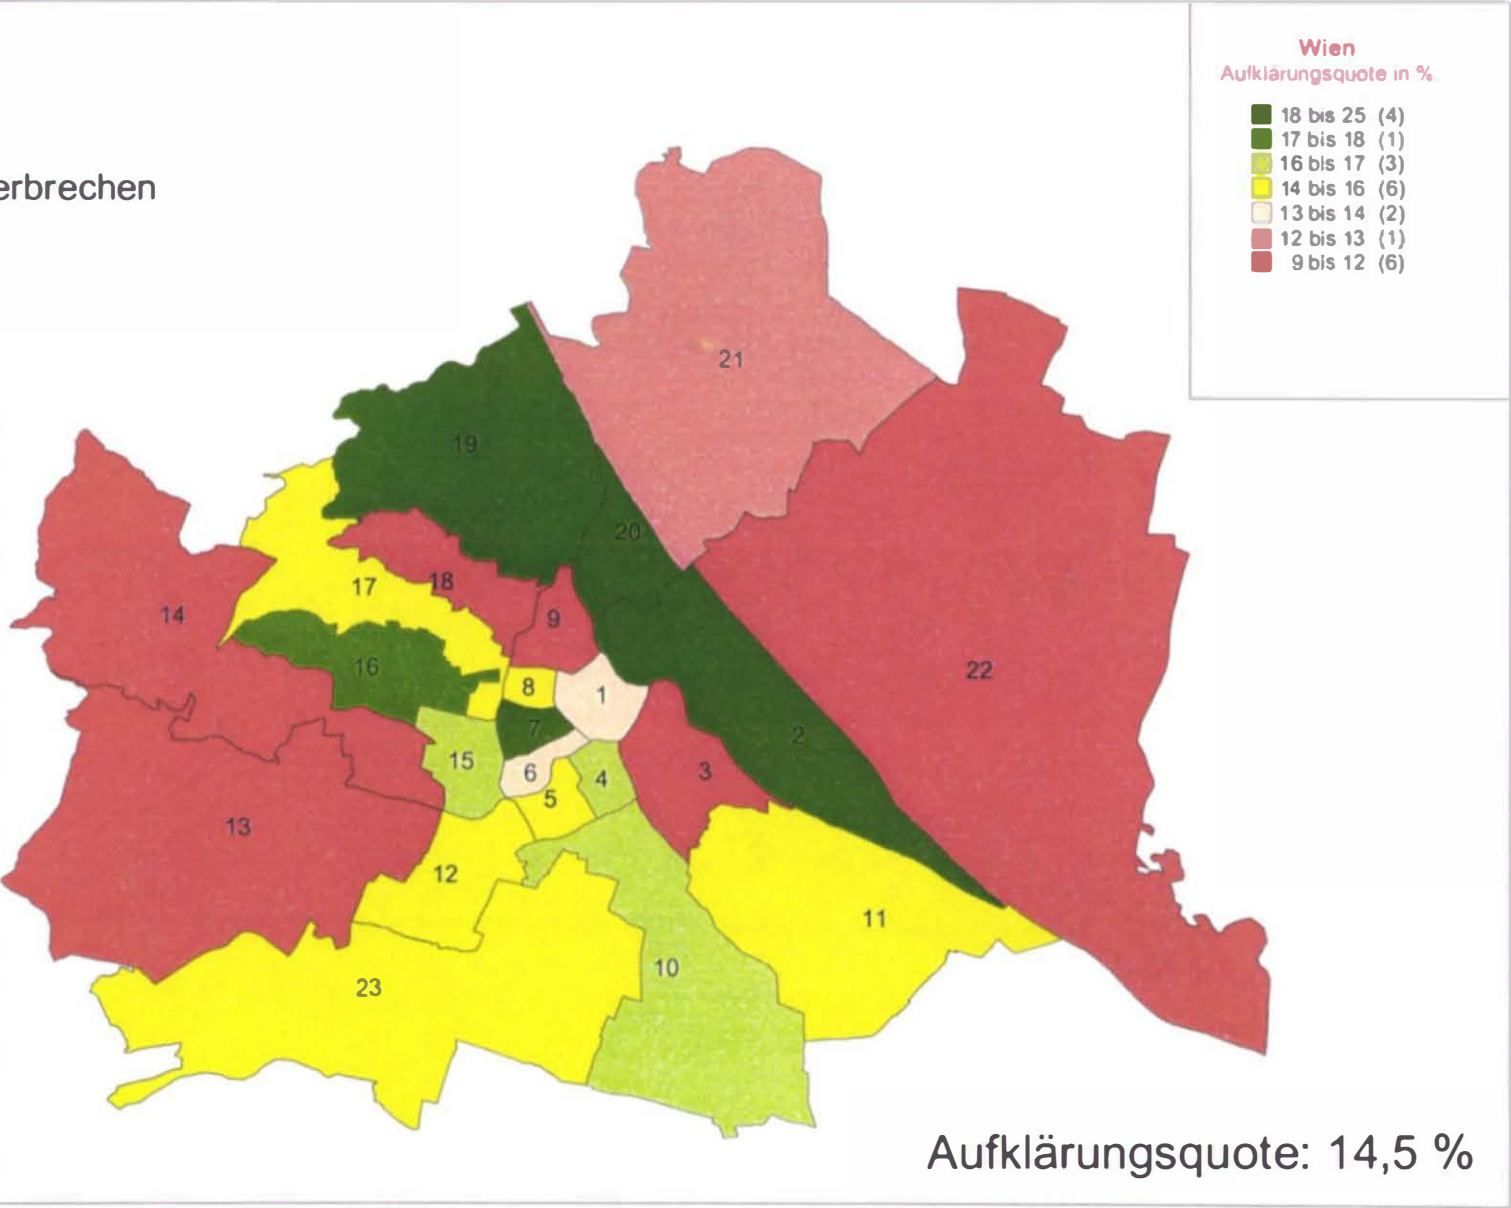 Wien
Aufklärungsquote in %
18 bis 25 (4)
17 bis 18 (1)
16 bis 17 (3)
14 bis 16 (6)
13 bis 14 (2)
12 bis 13 (1)
9 bis 12 (6)
erbrechen
21
19
20
17
18
14
9
16
22
8
1
7
2
15
6
4
3
5
13
12
11
10
23
Aufklärungsquote: 14,5 %